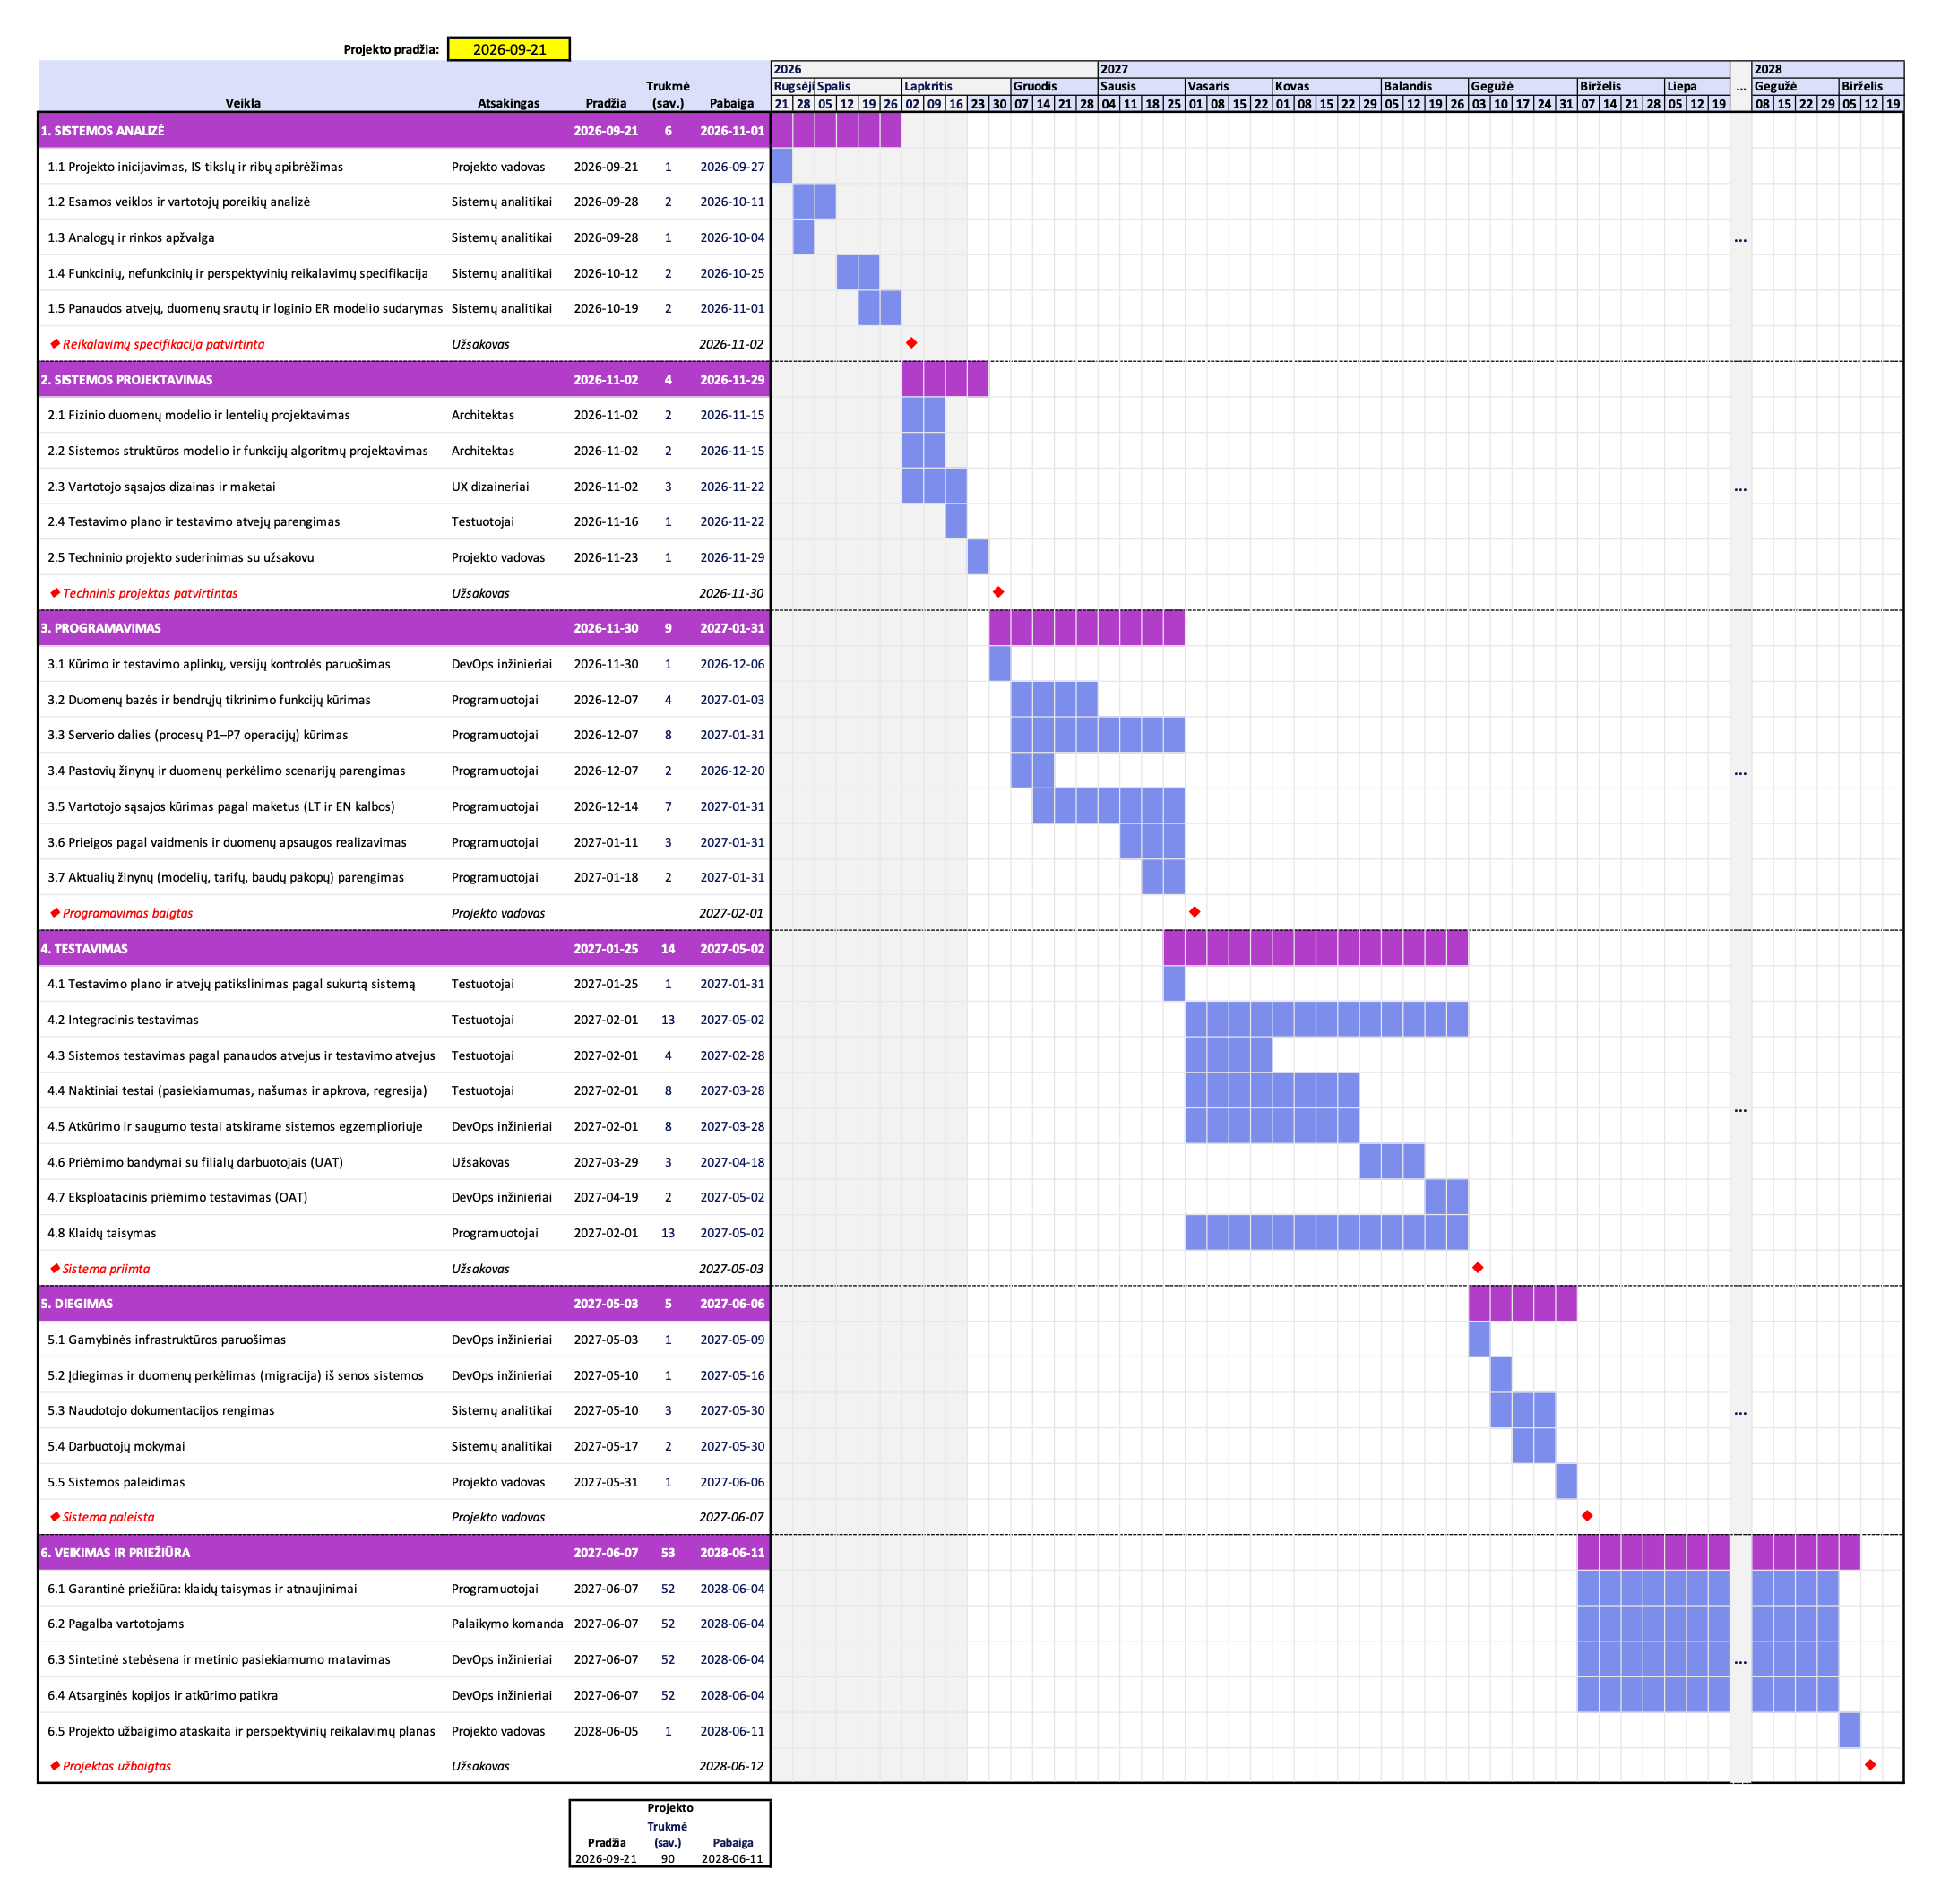 Projekto pradžia: 2026-09-21
2026 2027 2028
Veikla Atsakingas Pradžia Trukmė (sav.) Pabaiga Rugsėji Spalis Lapkritis Gruodis Sausis Vasaris Kovas Balandis Gegužė Birželis Liepa ... Gegužė Birželis
21 28 05 12 19 26 02 09 16 23 30 07 14 21 28 04 11 18 25 01 08 15 22 01 08 15 22 29 05 12 19 26 03 10 17 24 31 07 14 21 28 05 12 19 08 15 22 29 05 12 19
1. SISTEMOS ANALIZĖ 2026-09-21 6 2026-11-01
1.1 Projekto inicijavimas, IS tikslų ir ribų apibrėžimas Projekto vadovas 2026-09-21 1 2026-09-27
1.2 Esamos veiklos ir vartotojų poreikių analizė Sistemų analitikai 2026-09-28 2 2026-10-11
1.3 Analogų ir rinkos apžvalga Sistemų analitikai 2026-09-28 1 2026-10-04 ...
1.4 Funkcinių, nefunkcinių ir perspektyvinių reikalavimų specifikacija Sistemų analitikai 2026-10-12 2 2026-10-25
1.5 Panaudos atvejų, duomenų srautų ir loginio ER modelio sudarymas Sistemų analitikai 2026-10-19 2 2026-11-01
◆ Reikalavimų specifikacija patvirtinta Užsakovas 2026-11-02 ◆
2. SISTEMOS PROJEKTAVIMAS 2026-11-02 4 2026-11-29
2.1 Fizinio duomenų modelio ir lentelių projektavimas Architektas 2026-11-02 2 2026-11-15
2.2 Sistemos struktūros modelio ir funkcijų algoritmų projektavimas Architektas 2026-11-02 2 2026-11-15
2.3 Vartotojo sąsajos dizainas ir maketai UX dizaineriai 2026-11-02 3 2026-11-22 ...
2.4 Testavimo plano ir testavimo atvejų parengimas Testuotojai 2026-11-16 1 2026-11-22
2.5 Techninio projekto suderinimas su užsakovu Projekto vadovas 2026-11-23 1 2026-11-29
◆ Techninis projektas patvirtintas Užsakovas 2026-11-30 ◆
3. PROGRAMAVIMAS 2026-11-30 9 2027-01-31
3.1 Kūrimo ir testavimo aplinkų, versijų kontrolės paruošimas DevOps inžinieriai 2026-11-30 1 2026-12-06
3.2 Duomenų bazės ir bendrųjų tikrinimo funkcijų kūrimas Programuotojai 2026-12-07 4 2027-01-03
3.3 Serverio dalies (procesų P1–P7 operacijų) kūrimas Programuotojai 2026-12-07 8 2027-01-31
3.4 Pastovių žinynų ir duomenų perkėlimo scenarijų parengimas Programuotojai 2026-12-07 2 2026-12-20 ...
3.5 Vartotojo sąsajos kūrimas pagal maketus (LT ir EN kalbos) Programuotojai 2026-12-14 7 2027-01-31
3.6 Prieigos pagal vaidmenis ir duomenų apsaugos realizavimas Programuotojai 2027-01-11 3 2027-01-31
3.7 Aktualių žinynų (modelių, tarifų, baudų pakopų) parengimas Programuotojai 2027-01-18 2 2027-01-31
◆ Programavimas baigtas Projekto vadovas 2027-02-01 ◆
4. TESTAVIMAS 2027-01-25 14 2027-05-02
4.1 Testavimo plano ir atvejų patikslinimas pagal sukurtą sistemą Testuotojai 2027-01-25 1 2027-01-31
4.2 Integracinis testavimas Testuotojai 2027-02-01 13 2027-05-02
4.3 Sistemos testavimas pagal panaudos atvejus ir testavimo atvejus Testuotojai 2027-02-01 4 2027-02-28
4.4 Naktiniai testai (pasiekiamumas, našumas ir apkrova, regresija) Testuotojai 2027-02-01 8 2027-03-28
...
4.5 Atkūrimo ir saugumo testai atskirame sistemos egzemplioriuje DevOps inžinieriai 2027-02-01 8 2027-03-28
4.6 Priėmimo bandymai su filialų darbuotojais (UAT) Užsakovas 2027-03-29 3 2027-04-18
4.7 Eksploatacinis priėmimo testavimas (OAT) DevOps inžinieriai 2027-04-19 2 2027-05-02
4.8 Klaidų taisymas Programuotojai 2027-02-01 13 2027-05-02
◆ Sistema priimta Užsakovas 2027-05-03 ◆
5. DIEGIMAS 2027-05-03 5 2027-06-06
5.1 Gamybinės infrastruktūros paruošimas DevOps inžinieriai 2027-05-03 1 2027-05-09
5.2 Įdiegimas ir duomenų perkėlimas (migracija) iš senos sistemos DevOps inžinieriai 2027-05-10 1 2027-05-16
5.3 Naudotojo dokumentacijos rengimas Sistemų analitikai 2027-05-10 3 2027-05-30 ...
5.4 Darbuotojų mokymai Sistemų analitikai 2027-05-17 2 2027-05-30
5.5 Sistemos paleidimas Projekto vadovas 2027-05-31 1 2027-06-06
◆ Sistema paleista Projekto vadovas 2027-06-07 ◆
6. VEIKIMAS IR PRIEŽIŪRA 2027-06-07 53 2028-06-11
6.1 Garantinė priežiūra: klaidų taisymas ir atnaujinimai Programuotojai 2027-06-07 52 2028-06-04
6.2 Pagalba vartotojams Palaikymo komanda 2027-06-07 52 2028-06-04
6.3 Sintetinė stebėsena ir metinio pasiekiamumo matavimas DevOps inžinieriai 2027-06-07 52 2028-06-04 ...
6.4 Atsarginės kopijos ir atkūrimo patikra DevOps inžinieriai 2027-06-07 52 2028-06-04
6.5 Projekto užbaigimo ataskaita ir perspektyvinių reikalavimų planas Projekto vadovas 2028-06-05 1 2028-06-11
◆ Projektas užbaigtas Užsakovas 2028-06-12 ◆
Projekto
Pradžia Trukmė (sav.) Pabaiga
2026-09-21 90 2028-06-11